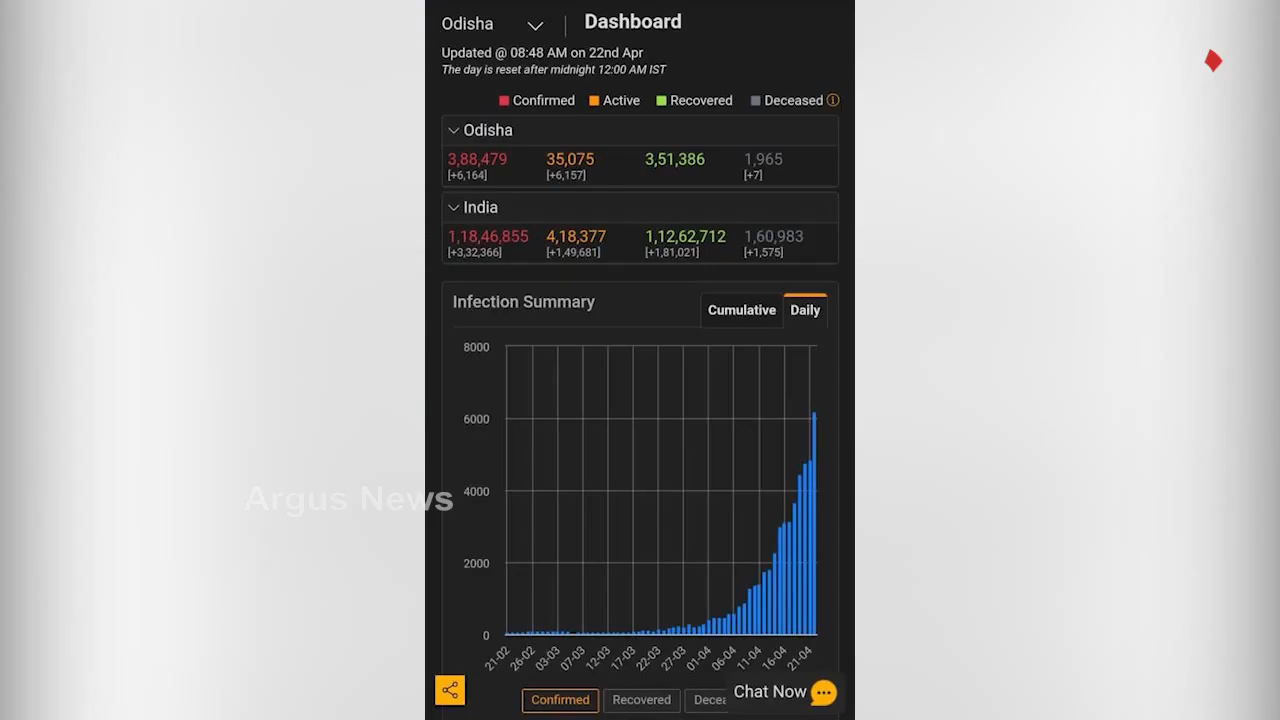 Odisha
Dashboard
Updated @ 08:48 AM on 22nd Apr
The day is reset after midnight 12:00 AM IST
Confirmed Active Recovered Deceased
Odisha
3,88,479 35,075 3,51,386 1,965
[+6,164] [+6,157] [+7]
India
1,18,46,855 4,18,377 1,12,62,712 1,60,983
[+3,32,366] [+1,49,681] [+1,81,021] [+1,575]
Infection Summary
Cumulative Daily
8000
6000
4000
Argus News
2000
0
21-02 26-02 03-03 07-03 12-03 17-03 22-03 27-03 01-04 06-04 11-04 16-04 21-04
Confirmed Recovered Decea
Chat Now